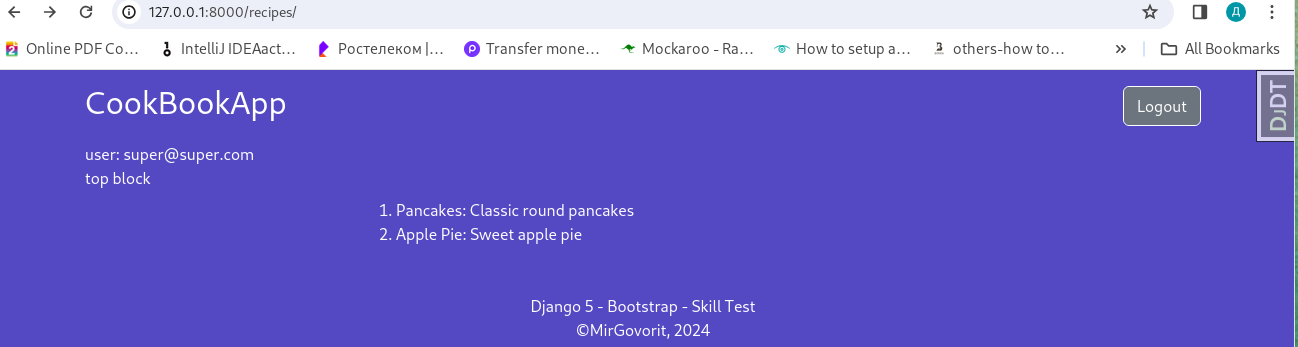 127.0.0.1:8000/recipes/
Д
2 Online PDF Co... IntelliJ IDEAact... Ростелеком |... Transfer mone... Mockaroo - Ra... How to setup a... others-how to... » All Bookmarks
CookBookApp
Logout
DJDT
user: super@super.com
top block
1. Pancakes: Classic round pancakes
2. Apple Pie: Sweet apple pie
Django 5 - Bootstrap - Skill Test
©MirGovorit, 2024